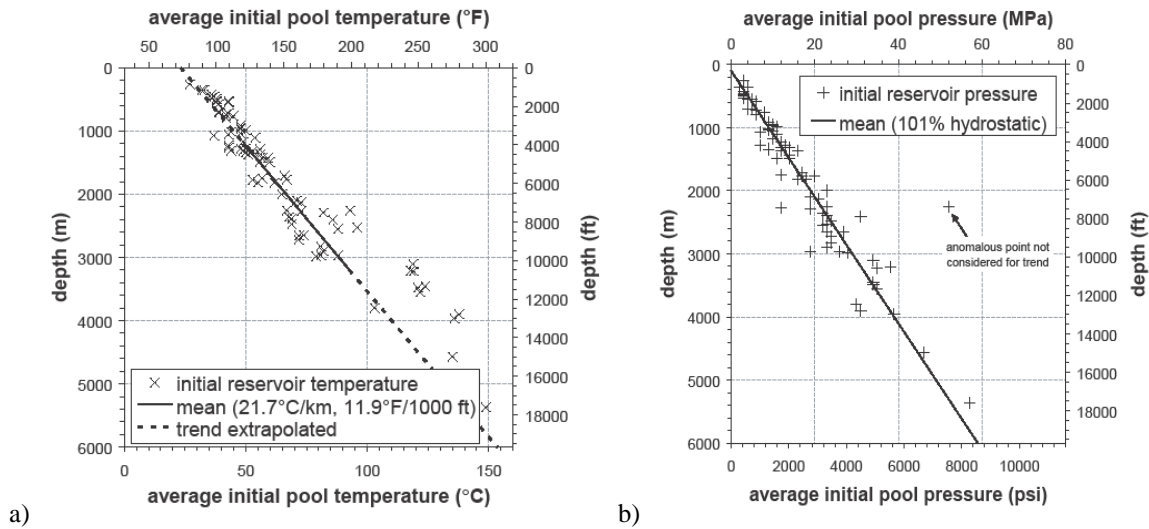 average initial pool temperature (°F)
50 100 150 200 250 300
0
1000
2000
3000
4000
5000
6000
depth (m)
0
2000
4000
6000
8000
10000
12000
14000
16000
18000
depth (ft)
initial reservoir temperature
mean (21.7°C/km, 11.9°F/1000 ft)
trend extrapolated
0 50 100 150
average initial pool temperature (°C)
a)
average initial pool pressure (MPa)
0 20 40 60 80
0
1000
2000
3000
4000
5000
6000
depth (m)
0
2000
4000
6000
8000
10000
12000
14000
16000
18000
depth (ft)
initial reservoir pressure
mean (101% hydrostatic)
anomalous point not
considered for trend
0 2000 4000 6000 8000 10000
average initial pool pressure (psi)
b)